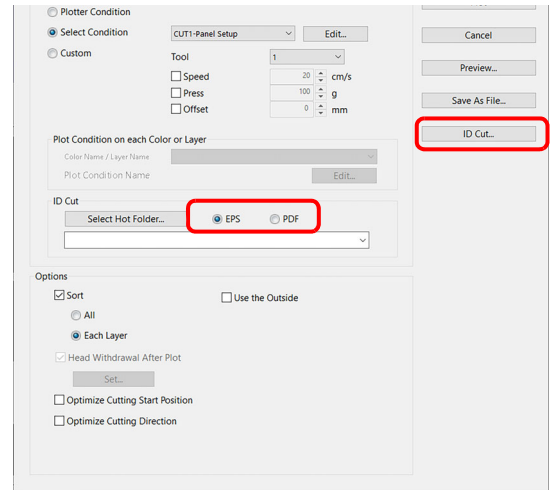 Plotter Condition
Select Condition CUT1-Panel Setup Edit... Cancel
Custom Tool 1
Speed 20 cm/s Preview...
Press 100 g
Save As File...
Offset 0 mm
ID Cut...
Plot Condition on each Color or Layer
Color Name / Layer Name
Plot Condition Name Edit...
ID Cut
Select Hot Folder... EPS PDF
Options
Sort Use the Outside
All
Each Layer
Head Withdrawal After Plot
Set...
Optimize Cutting Start Position
Optimize Cutting Direction